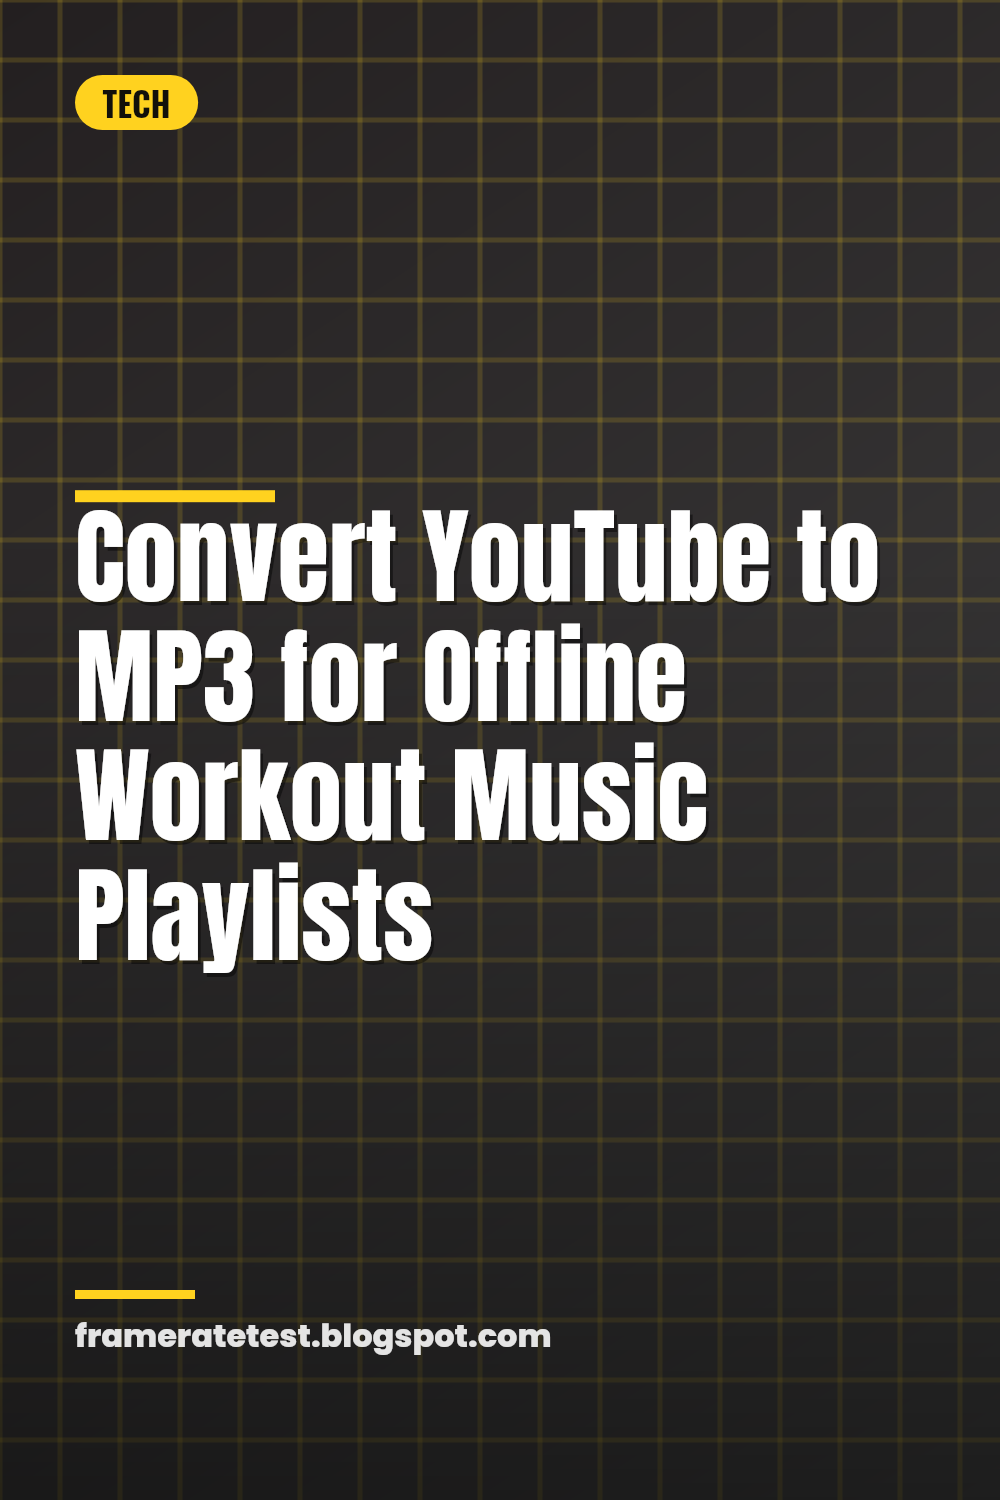 TECH
Convert YouTube to
MP3 for Offline
Workout Music
Playlists
frameratetest.blogspot.com